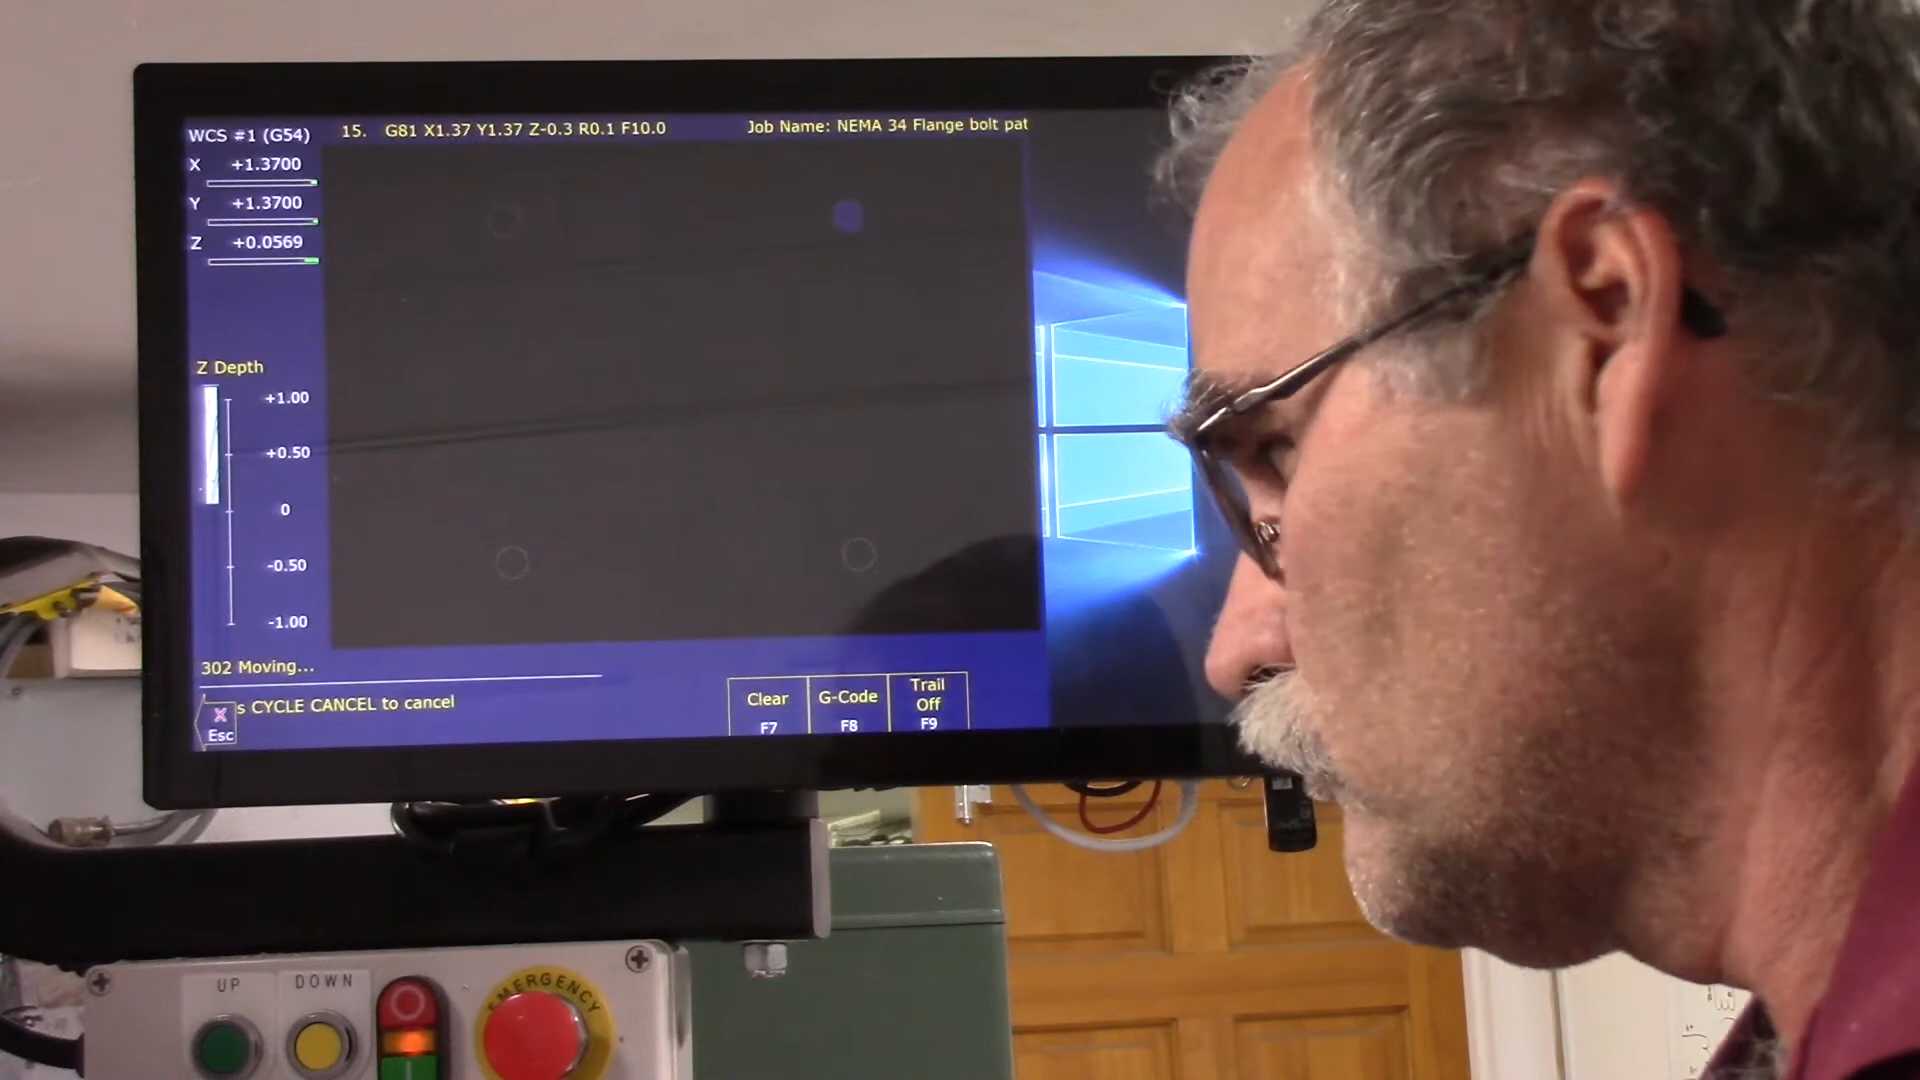 WCS #1 (G54)
15. G81 X1.37 Y1.37 Z-0.3 R0.1 F10.0
Job Name: NEMA 34 Flange bolt pat
X +1.3700
Y +1.3700
Z +0.0569
Z Depth
+1.00
+0.50
0
-0.50
-1.00
302 Moving...
s CYCLE CANCEL to cancel
X
Esc
Clear
F7
G-Code
F8
Trail
Off
F9
UP
DOWN
EMERGENCY